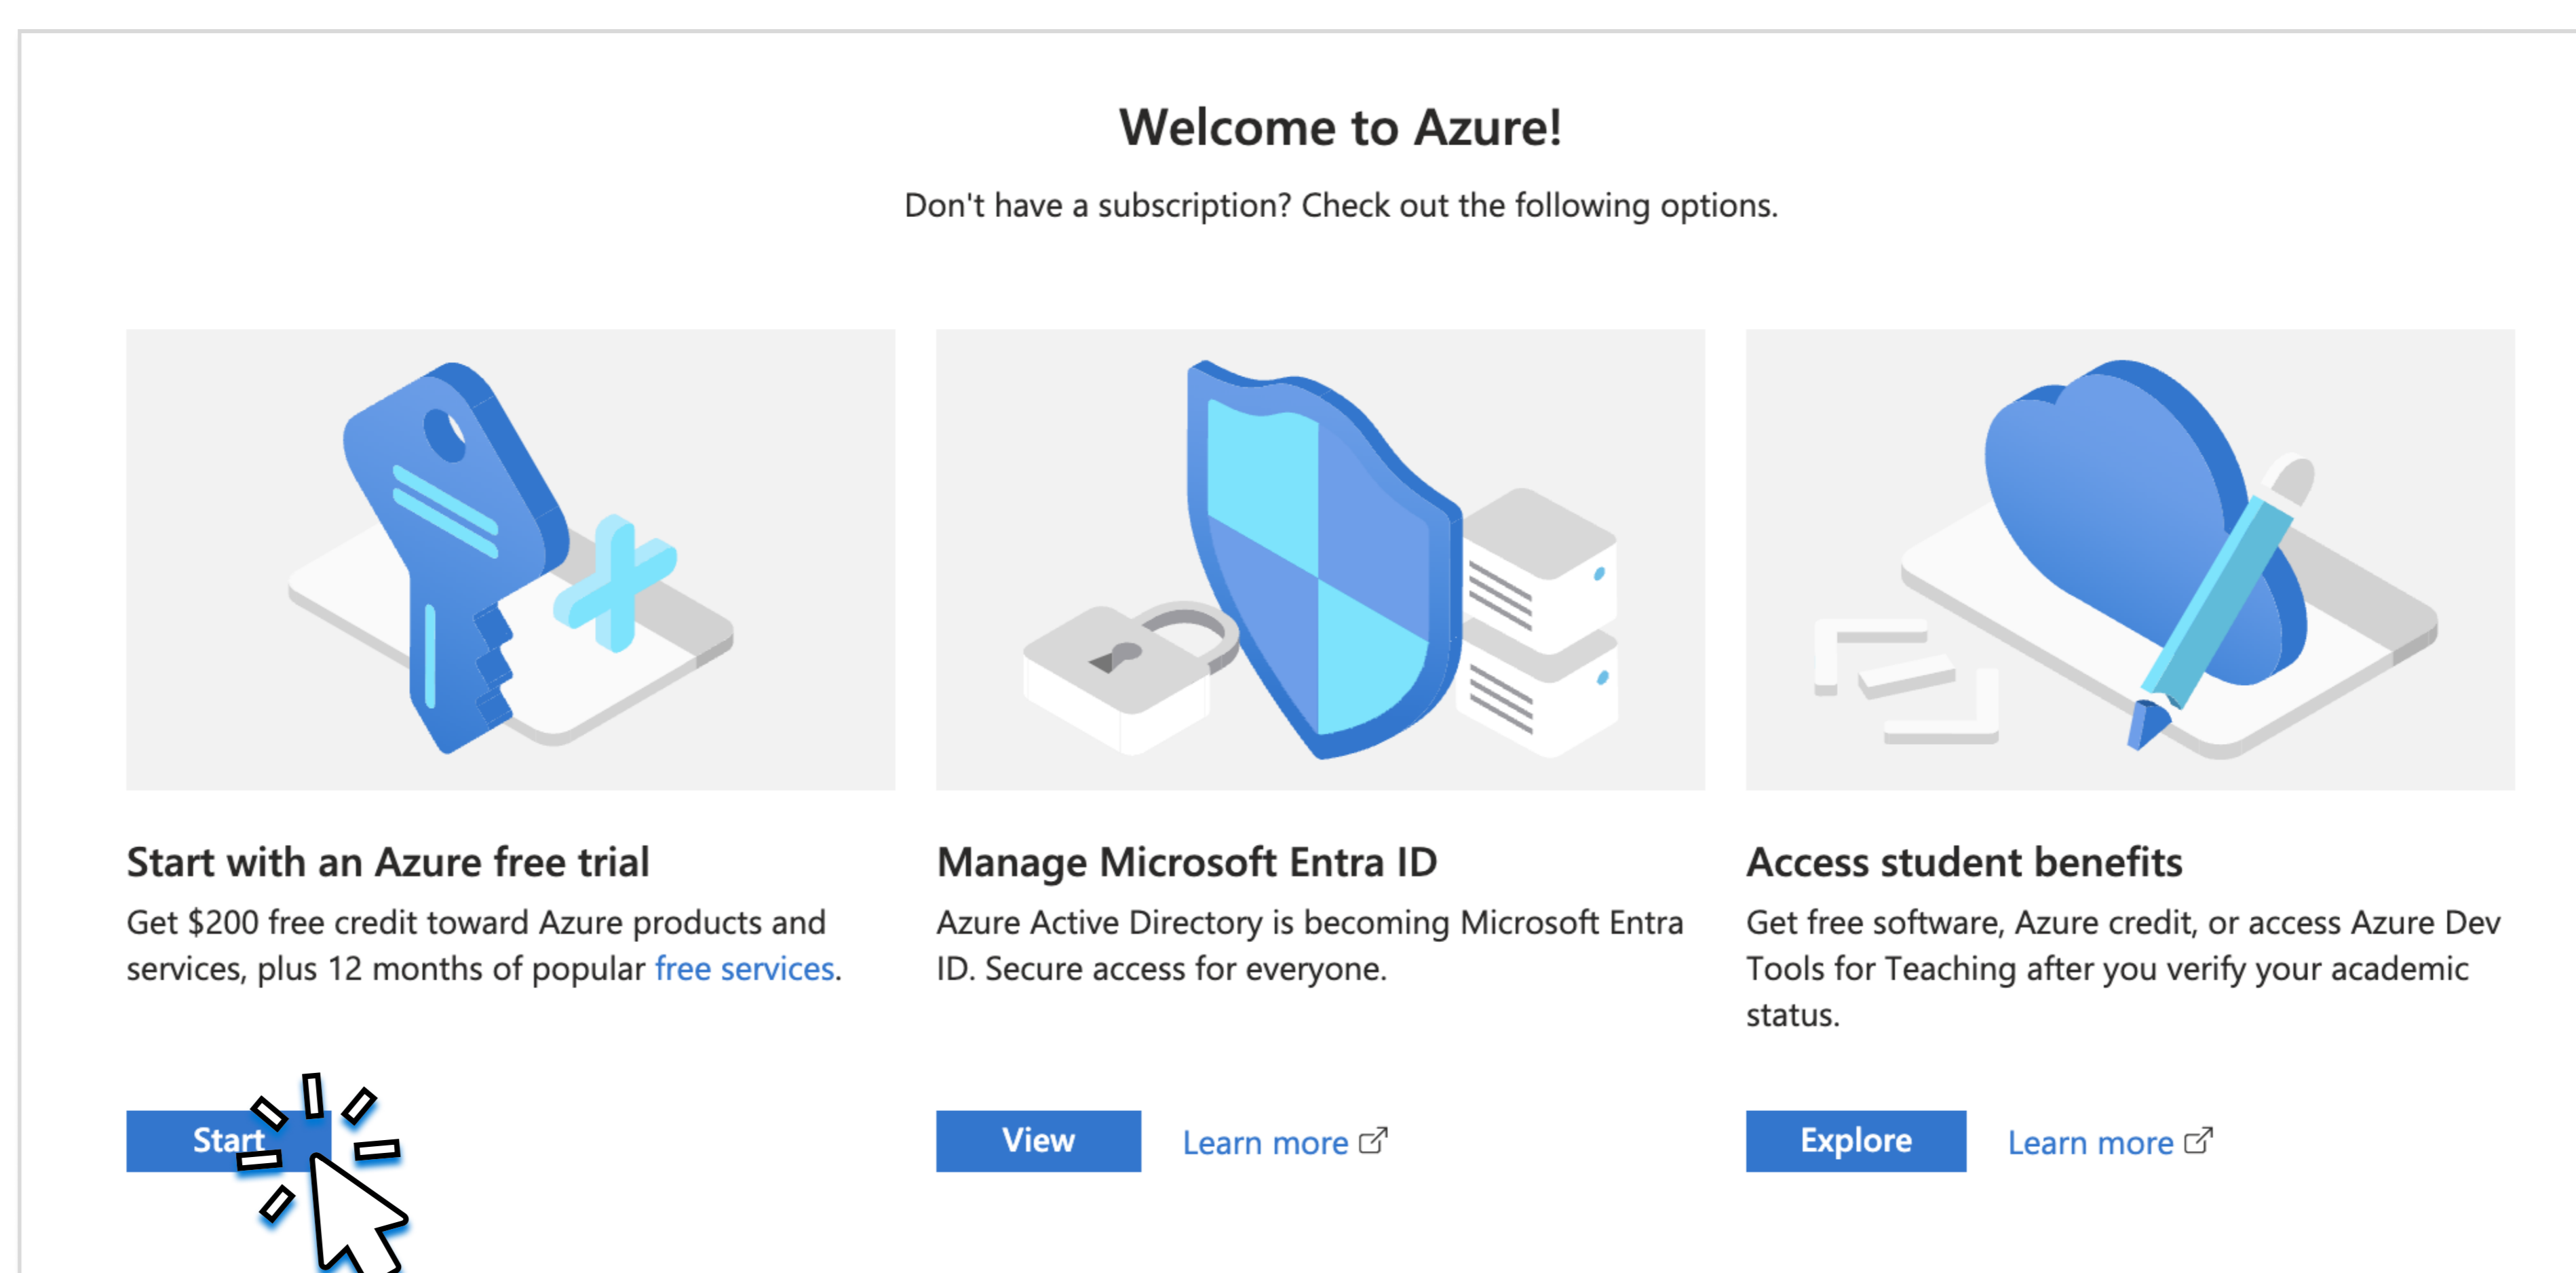 Welcome to Azure!
Don't have a subscription? Check out the following options.
Start with an Azure free trial
Get $200 free credit toward Azure products and
services, plus 12 months of popular free services.
Start
Manage Microsoft Entra ID
Azure Active Directory is becoming Microsoft Entra
ID. Secure access for everyone.
View
Learn more
Access student benefits
Get free software, Azure credit, or access Azure Dev
Tools for Teaching after you verify your academic
status.
Explore
Learn more